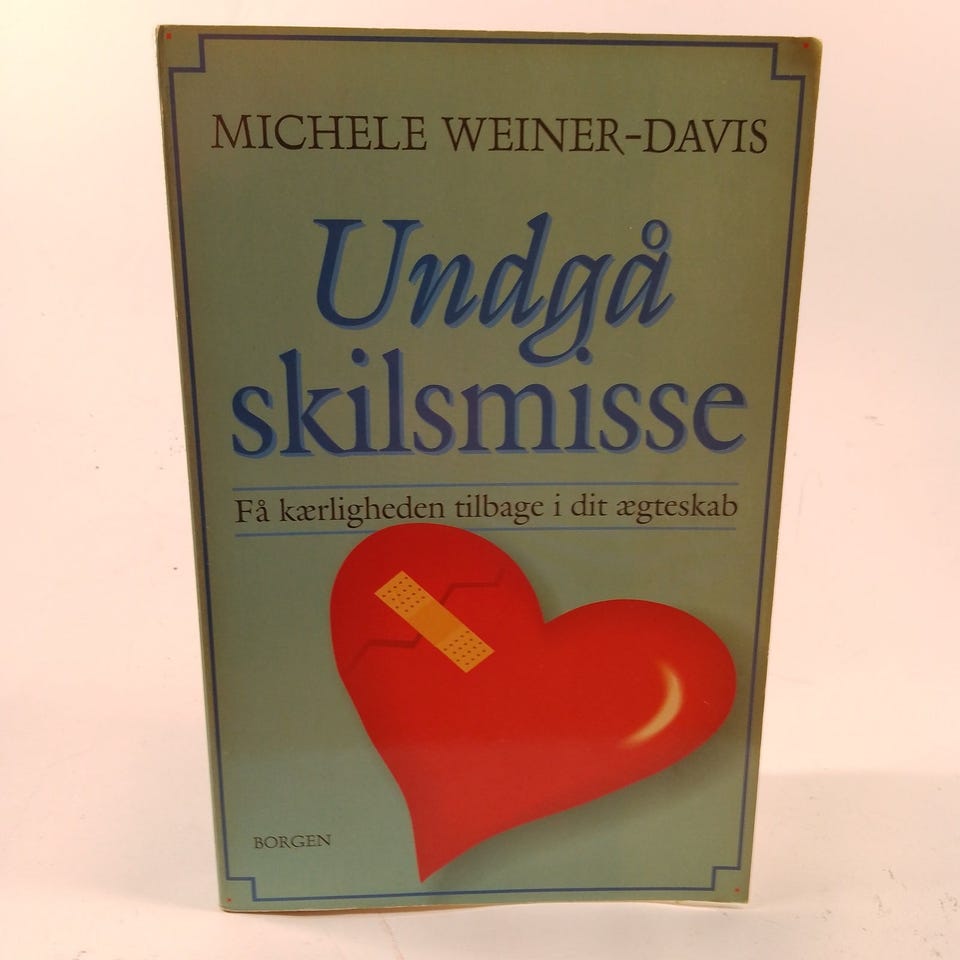 MICHELE WEINER-DAVIS
Undgå
skilsmisse
Få kærligheden tilbage i dit ægteskab
BORGEN